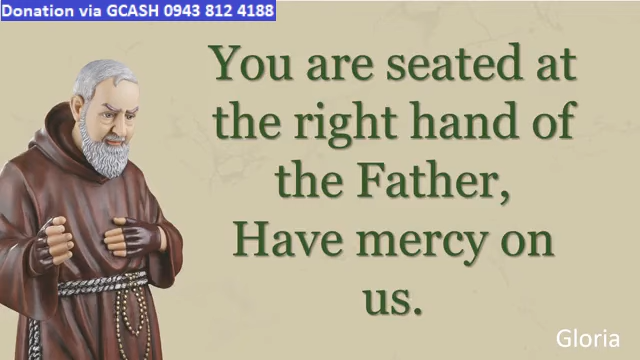 Donation via GCASH 0943 812 4188
You are seated at
the right hand of
the Father,
Have mercy on
us.
Gloria